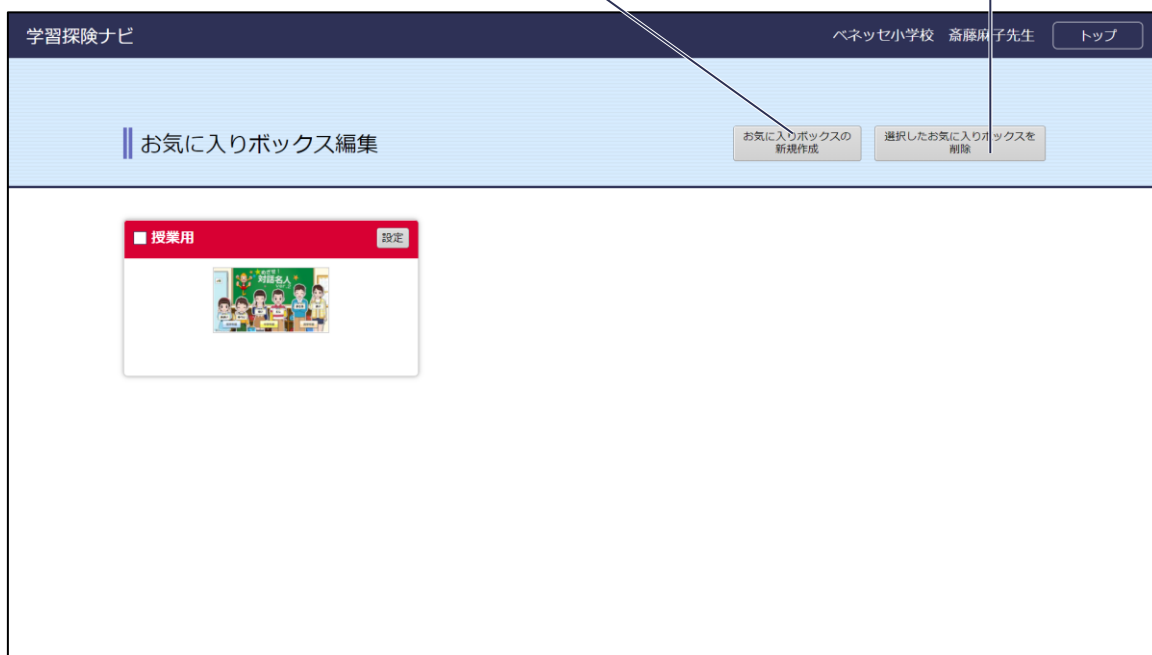 学習探険ナビ
ベネッセ小学校 斎藤麻子先生 トップ
お気に入りボックス編集
お気に入りボックスの
新規作成
選択したお気に入りボックスを
削除
授業用 設定
めざせ!
対話名人